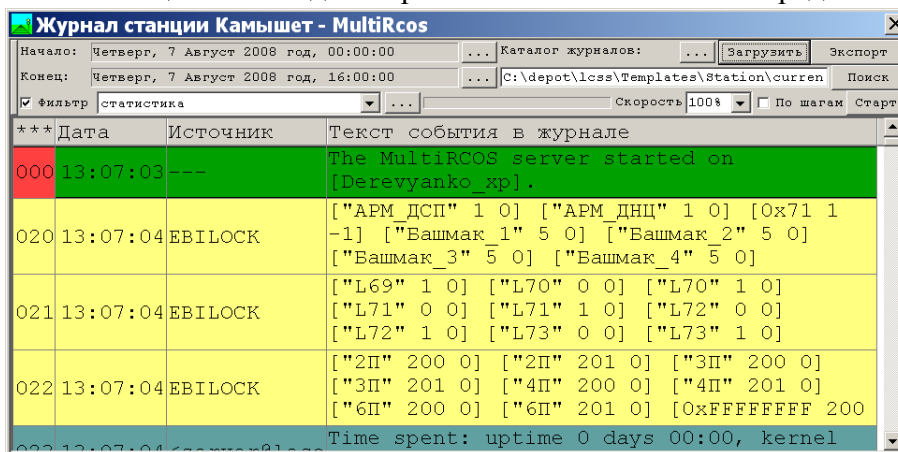 Журнал станции Камышет - MultiRcos
Начало: Четверг, 7 Август 2008 год, 00:00:00 ... Каталог журналов: ... Загрузить Экспорт
Конец: Четверг, 7 Август 2008 год, 16:00:00 ... C:\depot\lcss\Templates\Station\curren Поиск
Фильтр статистика ... Скорость 100% По шагам Старт
*** Дата Источник Текст события в журнале
000 13:07:03 --- The MultiRCOS server started on
[Derevyanko_xp].
["АРМ_ДСП" 1 0] ["АРМ_ДНЦ" 1 0] [0x71 1
020 13:07:04 EBILOCK -1] ["Башмак_1" 5 0] ["Башмак_2" 5 0]
["Башмак_3" 5 0] ["Башмак_4" 5 0]
["L69" 1 0] ["L70" 0 0] ["L70" 1 0]
021 13:07:04 EBILOCK ["L71" 0 0] ["L71" 1 0] ["L72" 0 0]
["L72" 1 0] ["L73" 0 0] ["L73" 1 0]
["2П" 200 0] ["2П" 201 0] ["3П" 200 0]
022 13:07:04 EBILOCK ["3П" 201 0] ["4П" 200 0] ["4П" 201 0]
["6П" 200 0] ["6П" 201 0] [0xFFFFFFFF 200
Time spent: uptime 0 days 00:00, kernel